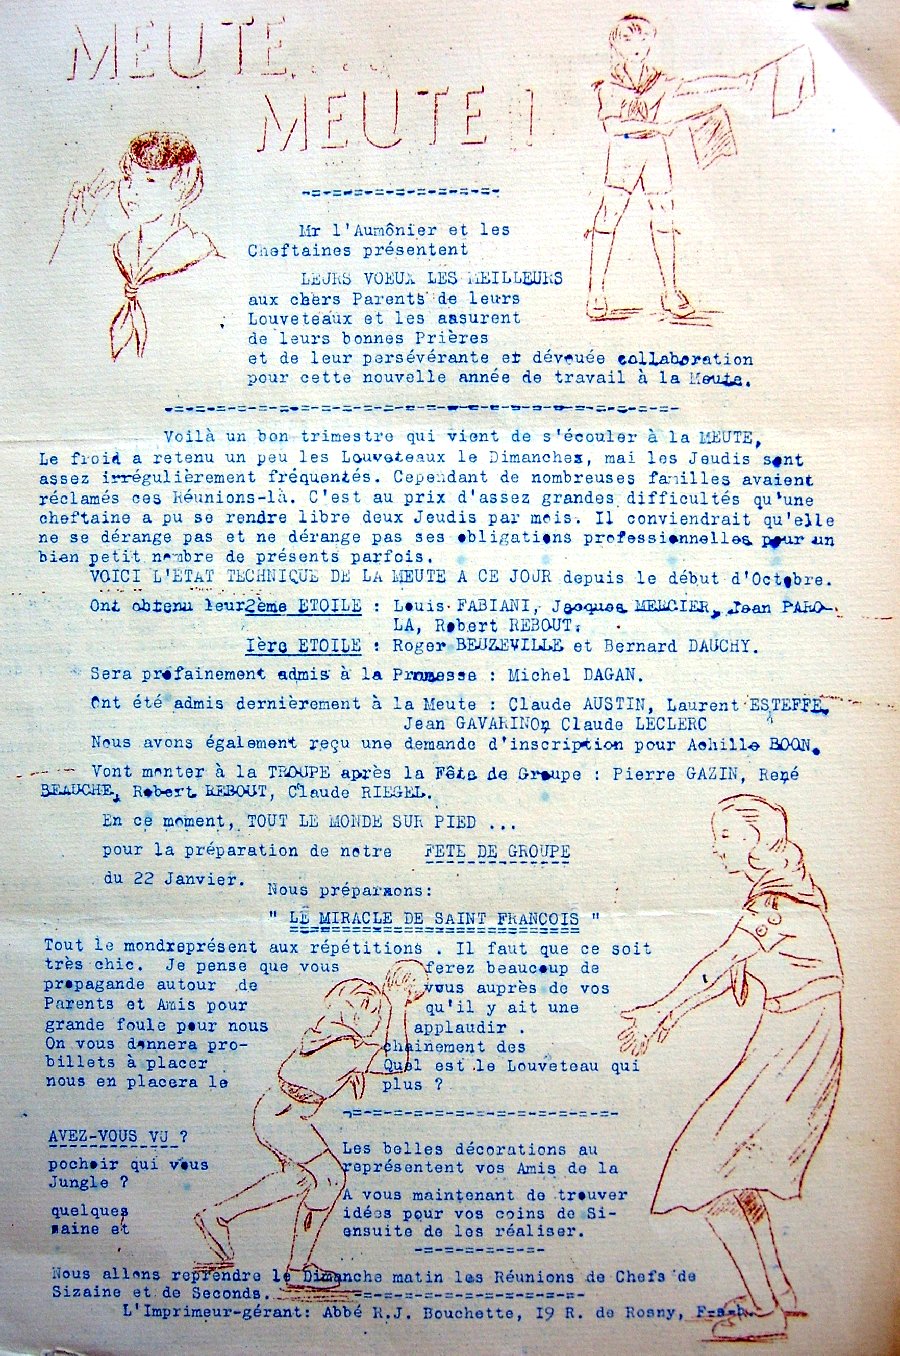 MEUTE....
MEUTE !
Mr l'Aumônier et les
Cheftaines présentent
LEURS VOEUX LES MEILLEURS
aux chers Parents de leurs
Louveteaux et les assurent
de leurs bonnes Prières
et de leur persévérante et dévouée collaboration
pour cette nouvelle année de travail à la Meute.
Voilà un bon trimestre qui vient de s'écouler à la MEUTE,
Le froid a retenu un peu les Louveteaux le Dimanches, mai les Jeudis sont
assez irrégulièrement fréquentés. Cependant de nombreuses familles avaient
réclamés ces Réunions-là. C'est au prix d'assez grandes difficultés qu'une
cheftaine a pu se rendre libre deux Jeudis par mois. Il conviendrait qu'elle
ne se dérange pas et ne dérange pas ses obligations professionnelles pour un
bien petit nombre de présents parfois.
VOICI L'ETAT TECHNIQUE DE LA MEUTE A CE JOUR depuis le début d'Octobre.
Ont obtenu leur 2ème ETOILE : Louis FABIANI, Jacques MERCIER, Jean PARO-
LA, Robert REBOUT.
Ière ETOILE : Roger BEUZEVILLE et Bernard DAUCHY.
Sera profainement admis à la Promesse : Michel DAGAN.
Ont été admis dernièrement à la Meute : Claude AUSTIN, Laurent ESTEFFE,
Jean GAVARINO, Claude LECLERC
Nous avons également reçu une demande d'inscription pour Achille BOON.
Vont monter à la TROUPE après la Fête de Groupe : Pierre GAZIN, René
BEAUCHE, Robert REBOUT, Claude RIEGEL.
En ce moment, TOUT LE MONDE SUR PIED ...
pour la préparation de notre FETE DE GROUPE
du 22 Janvier.
Nous préparaons:
" LE MIRACLE DE SAINT FRANCOIS "
Tout le mondreprésent aux répétitions . Il faut que ce soit
très chic. Je pense que vous ferez beaucoup de
propagande autour de vous auprès de vos
Parents et Amis pour qu'il y ait une
grande foule pour nous applaudir .
On vous donnera pro- chainement des
billets à placer Quel est le Louveteau qui
nous en placera le plus ?
AVEZ-VOUS VU ? Les belles décorations au
pochoir qui vous représentent vos Amis de la
Jungle ?
A vous maintenant de trouver
quelques idées pour vos coins de Si-
saine et ensuite de les réaliser.
Nous allons reprendre le Dimanche matin les Réunions de Chefs de
Sizaine et de Seconds.
L'Imprimeur-gérant: Abbé R.J. Bouchette, 19 R. de Rosny, F-s-b.